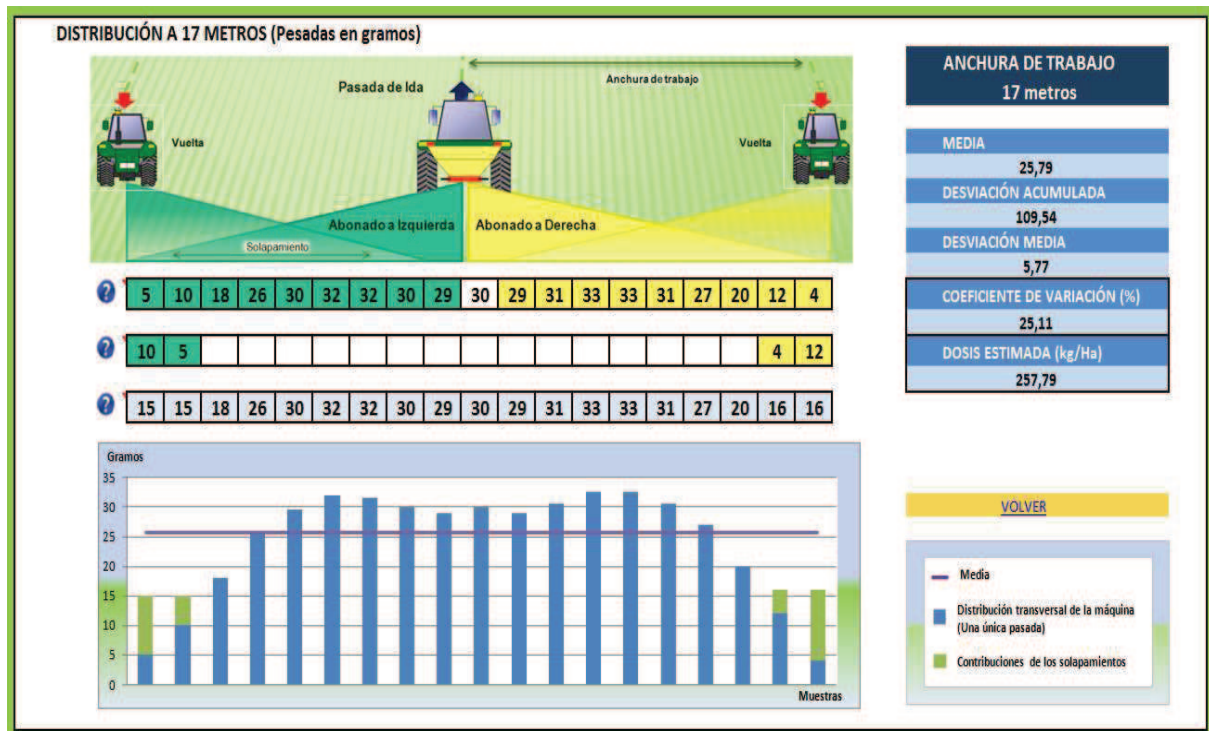 DISTRIBUCIÓN A 17 METROS (Pesadas en gramos)
Pasada de Ida
Anchura de trabajo
Vuelta
Vuelta
Abonado a Izquierda
Abonado a Derecha
Solapamiento
? 5 10 18 26 30 32 32 30 29 30 29 31 33 33 31 27 20 12 4
? 10 5 4 12
? 15 15 18 26 30 32 32 30 29 30 29 31 33 33 31 27 20 16 16
Gramos
35
30
25
20
15
10
5
0
Muestras
ANCHURA DE TRABAJO
17 metros
MEDIA
25,79
DESVIACIÓN ACUMULADA
109,54
DESVIACIÓN MEDIA
5,77
COEFICIENTE DE VARIACIÓN (%)
25,11
DOSIS ESTIMADA (kg/Ha)
257,79
VOLVER
Media
Distribución transversal de la máquina
(Una única pasada)
Contribuciones de los solapamientos